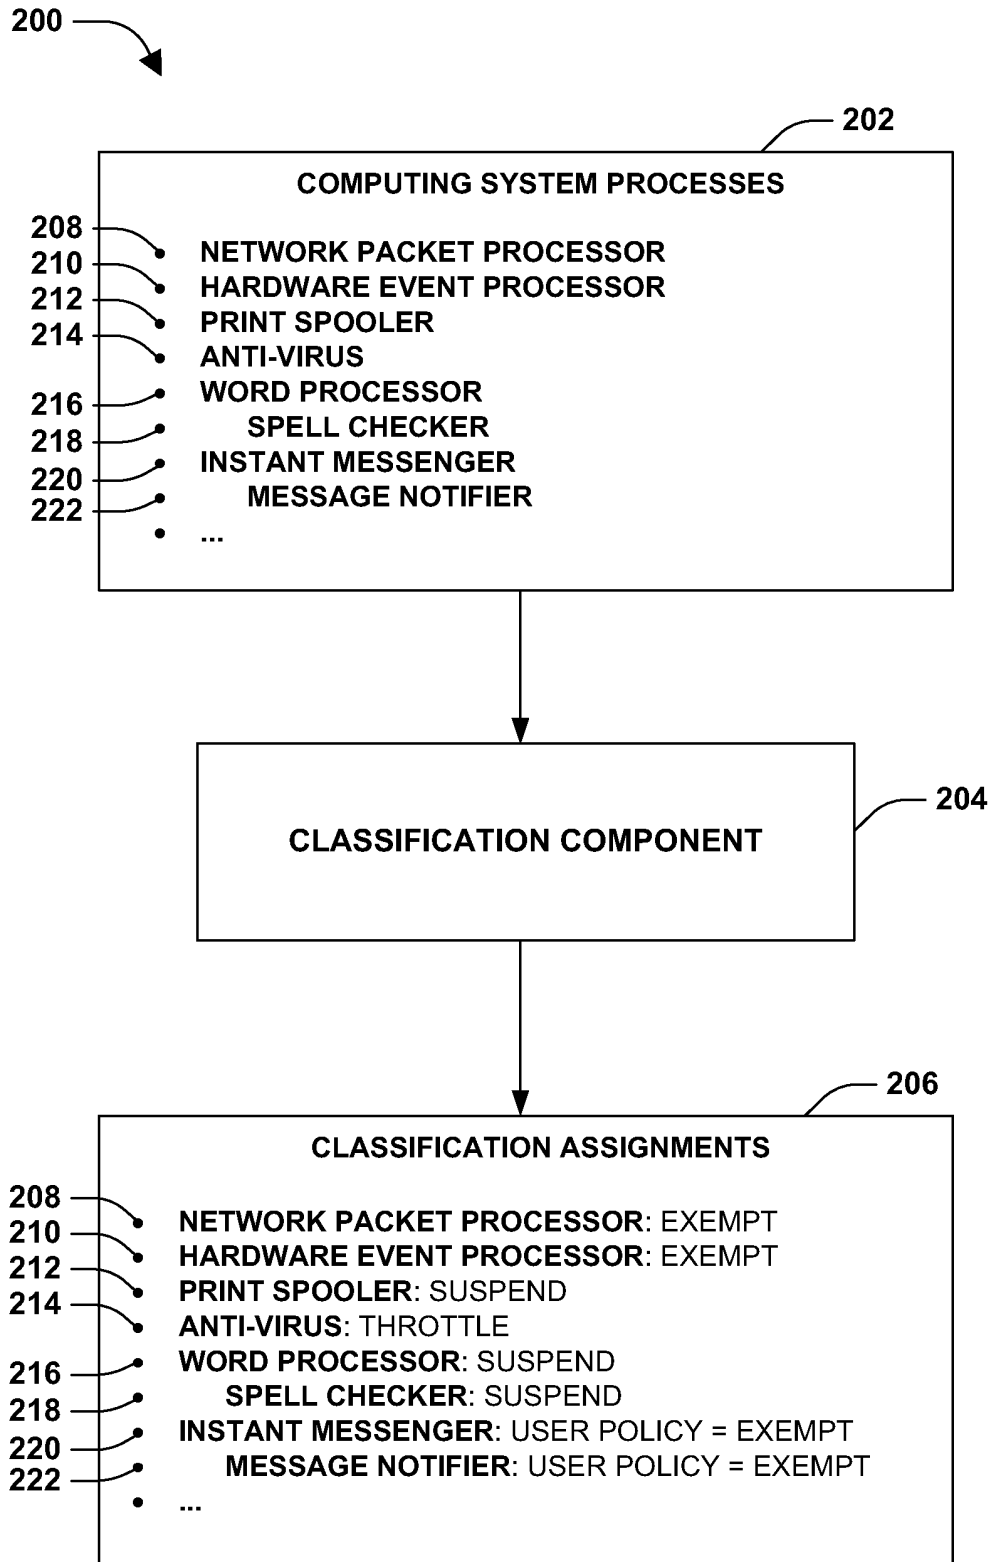 200
202
COMPUTING SYSTEM PROCESSES
208 • NETWORK PACKET PROCESSOR
210 • HARDWARE EVENT PROCESSOR
212 • PRINT SPOOLER
214 • ANTI-VIRUS
216 • WORD PROCESSOR
218 • SPELL CHECKER
220 • INSTANT MESSENGER
222 • MESSAGE NOTIFIER
• ...
204
CLASSIFICATION COMPONENT
206
CLASSIFICATION ASSIGNMENTS
208 • NETWORK PACKET PROCESSOR: EXEMPT
210 • HARDWARE EVENT PROCESSOR: EXEMPT
212 • PRINT SPOOLER: SUSPEND
214 • ANTI-VIRUS: THROTTLE
216 • WORD PROCESSOR: SUSPEND
218 • SPELL CHECKER: SUSPEND
220 • INSTANT MESSENGER: USER POLICY = EXEMPT
222 • MESSAGE NOTIFIER: USER POLICY = EXEMPT
• ...